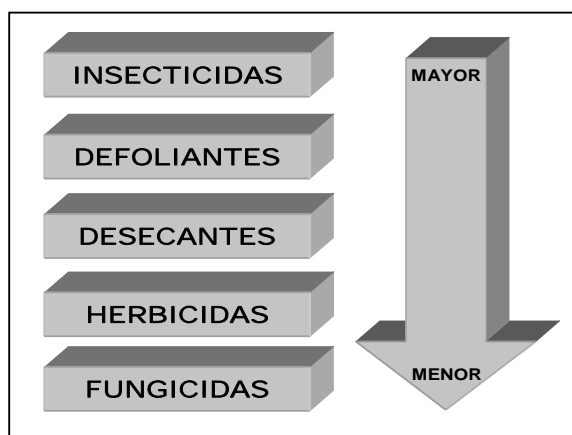 INSECTICIDAS
MAYOR
DEFOLIANTES
DESECANTES
HERBICIDAS
FUNGICIDAS
MENOR